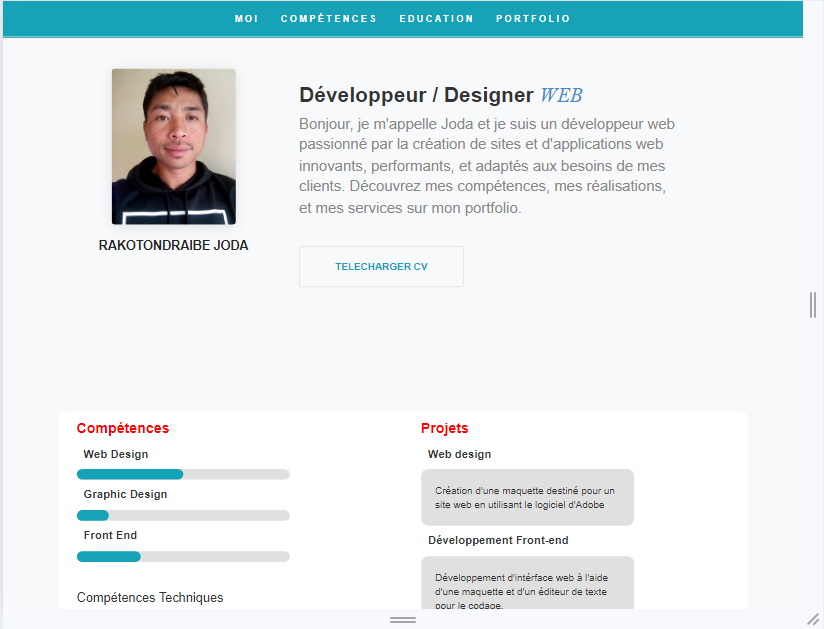 MOI COMPÉTENCES EDUCATION PORTFOLIO
Développeur / Designer WEB
Bonjour, je m'appelle Joda et je suis un développeur web
passionné par la création de sites et d'applications web
innovants, performants, et adaptés aux besoins de mes
clients. Découvrez mes compétences, mes réalisations,
et mes services sur mon portfolio.
RAKOTONDRAIBE JODA
TELECHARGER CV
Compétences
Web Design
Graphic Design
Front End
Compétences Techniques
Projets
Web design
Création d'une maquette destiné pour un
site web en utilisant le logiciel d'Adobe
Développement Front-end
Développement d'intérface web à l'aide
d'une maquette et d'un éditeur de texte
pour le codage.